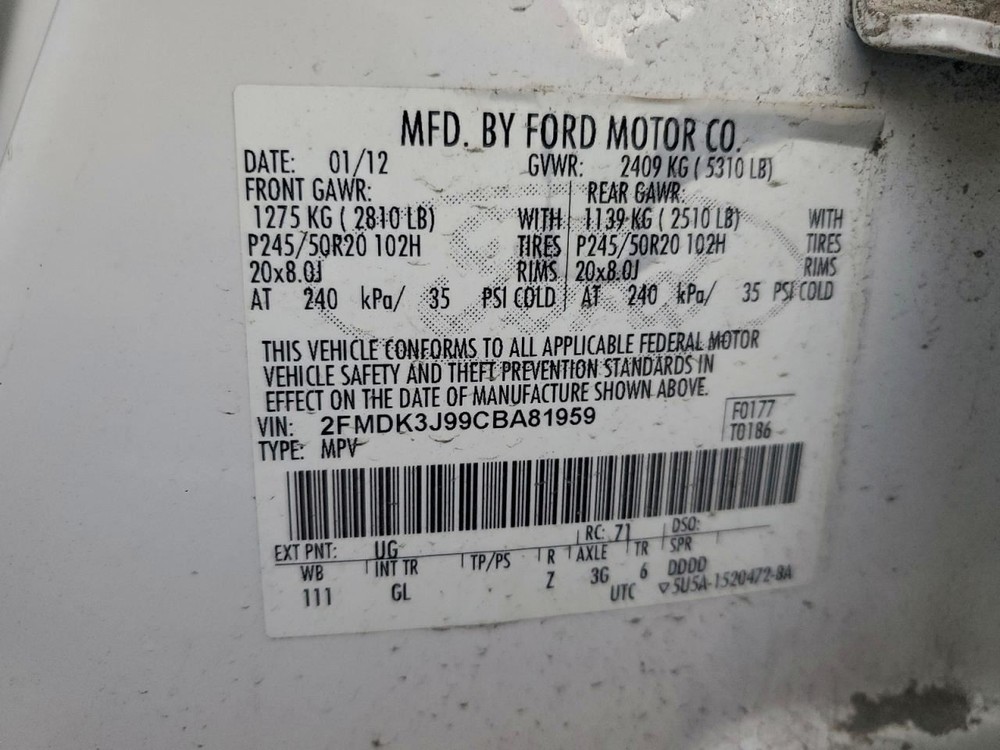 MFD. BY FORD MOTOR CO.
DATE: 01/12 GVWR: 2409 KG ( 5310 LB)
FRONT GAWR: REAR GAWR:
1275 KG ( 2810 LB) WITH 1139 KG ( 2510 LB) WITH
P245/50R20 102H TIRES P245/50R20 102H TIRES
20x8.0J RIMS 20x8.0J RIMS
AT 240 kPa/ 35 PSI COLD AT 240 kPa/ 35 PSI COLD
THIS VEHICLE CONFORMS TO ALL APPLICABLE FEDERAL MOTOR
VEHICLE SAFETY AND THEFT PREVENTION STANDARDS IN
EFFECT ON THE DATE OF MANUFACTURE SHOWN ABOVE.
VIN: 2FMDK3J99CBA81959 F0177
TYPE: MPV T0186
EXT PNT: UG RC: 71 DSO:
WB INT TR TP/PS R AXLE TR SPR
111 GL Z 3G 6 DDDD
UTC ▽5U5A-1520472-BA